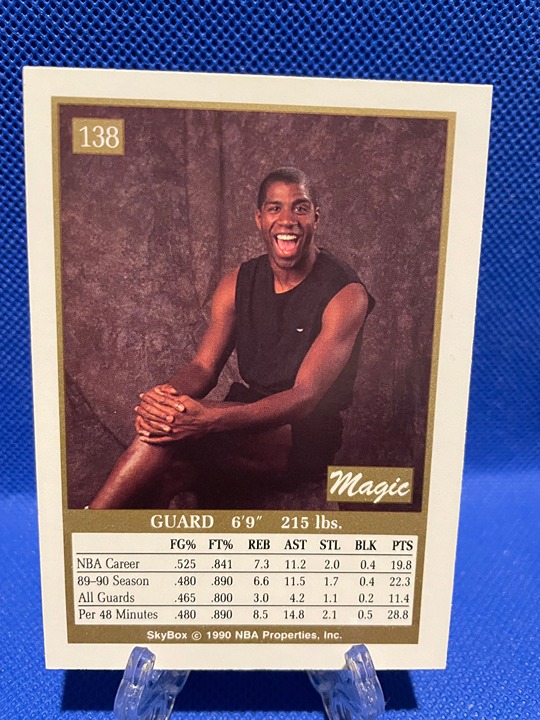 138
Magic
GUARD 6'9" 215 lbs.
FG% FT% REB AST STL BLK PTS
NBA Career .525 .841 7.3 11.2 2.0 0.4 19.8
89–90 Season .480 .890 6.6 11.5 1.7 0.4 22.3
All Guards .465 .800 3.0 4.2 1.1 0.2 11.4
Per 48 Minutes .480 .890 8.5 14.8 2.1 0.5 28.8
SkyBox © 1990 NBA Properties, Inc.